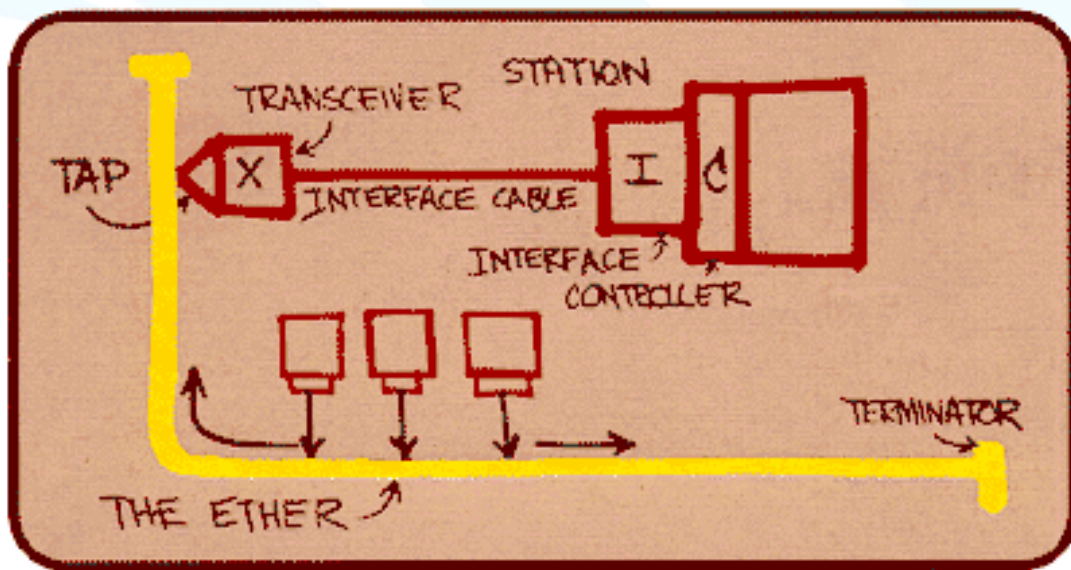 STATION
TRANSCEIVER
TAP
X
I
C
INTERFACE CABLE
INTERFACE
CONTROLLER
TERMINATOR
THE ETHER